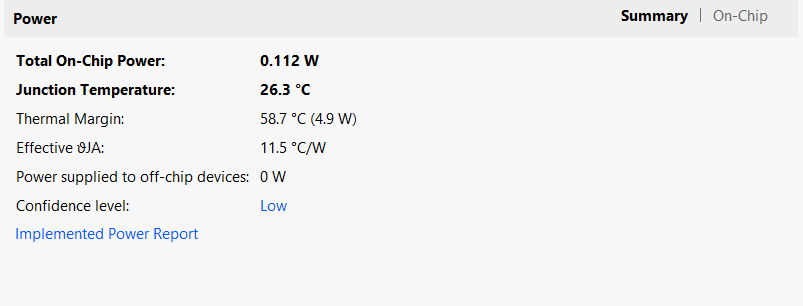 Power Summary | On-Chip
Total On-Chip Power: 0.112 W
Junction Temperature: 26.3 °C
Thermal Margin: 58.7 °C (4.9 W)
Effective ϑJA: 11.5 °C/W
Power supplied to off-chip devices: 0 W
Confidence level: Low
Implemented Power Report